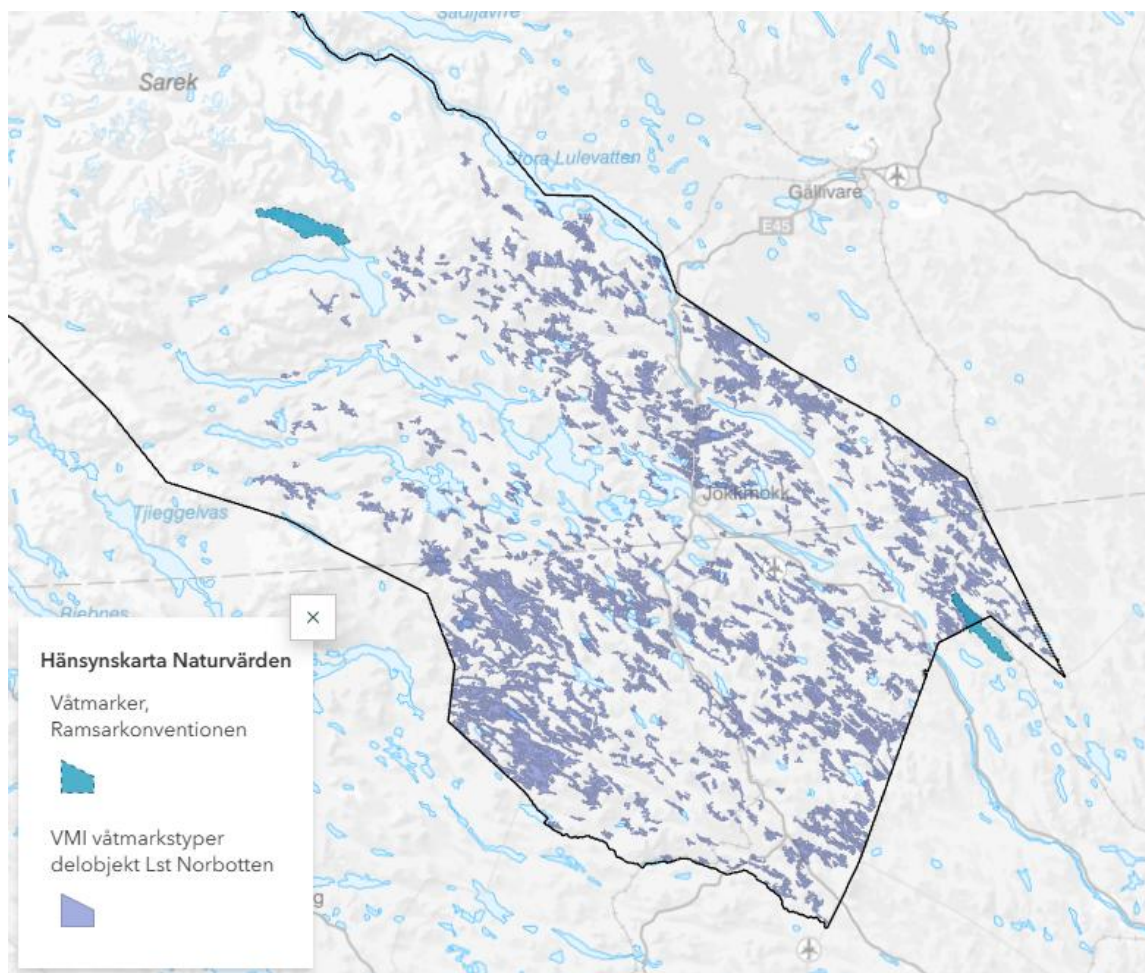 Sarek
Stora Lulevatten
Gällivare
E45
Jokkmokk
Tjieggelvas
Hänsynskarta Naturvärden
Våtmarker,
Ramsarkonventionen
VMI våtmarkstyper
delobjekt Lst Norbotten
g